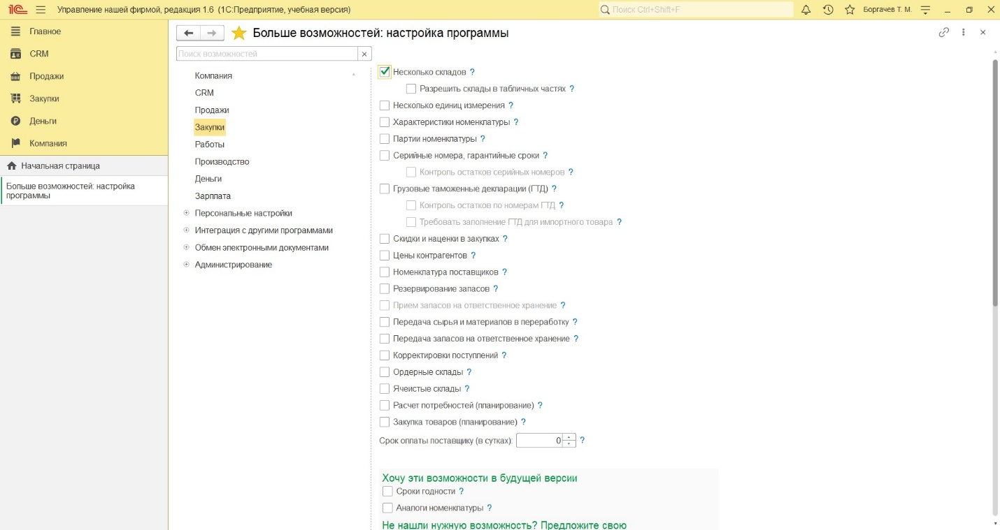 1С Управление нашей фирмой, редакция 1.6 (1С:Предприятие, учебная версия)
Поиск Ctrl+Shift+F
Боргачев Т. М.
Главное
CRM
Продажи
Закупки
Деньги
Компания
Начальная страница
Больше возможностей: настройка
программы
Больше возможностей: настройка программы
Поиск возможностей
Компания
CRM
Продажи
Закупки
Работы
Производство
Деньги
Зарплата
Персональные настройки
Интеграция с другими программами
Обмен электронными документами
Администрирование
Несколько складов ?
Разрешить склады в табличных частях ?
Несколько единиц измерения ?
Характеристики номенклатуры ?
Партии номенклатуры ?
Серийные номера, гарантийные сроки ?
Контроль остатков серийных номеров ?
Грузовые таможенные декларации (ГТД) ?
Контроль остатков по номерам ГТД ?
Требовать заполнение ГТД для импортного товара ?
Скидки и наценки в закупках ?
Цены контрагентов ?
Номенклатура поставщиков ?
Резервирование запасов ?
Прием запасов на ответственное хранение ?
Передача сырья и материалов в переработку ?
Передача запасов на ответственное хранение ?
Корректировки поступлений ?
Ордерные склады ?
Ячеистые склады ?
Расчет потребностей (планирование) ?
Закупка товаров (планирование) ?
Срок оплаты поставщику (в сутках): 0 ?
Хочу эти возможности в будущей версии
Сроки годности ?
Аналоги номенклатуры ?
Не нашли нужную возможность? Предложите свою